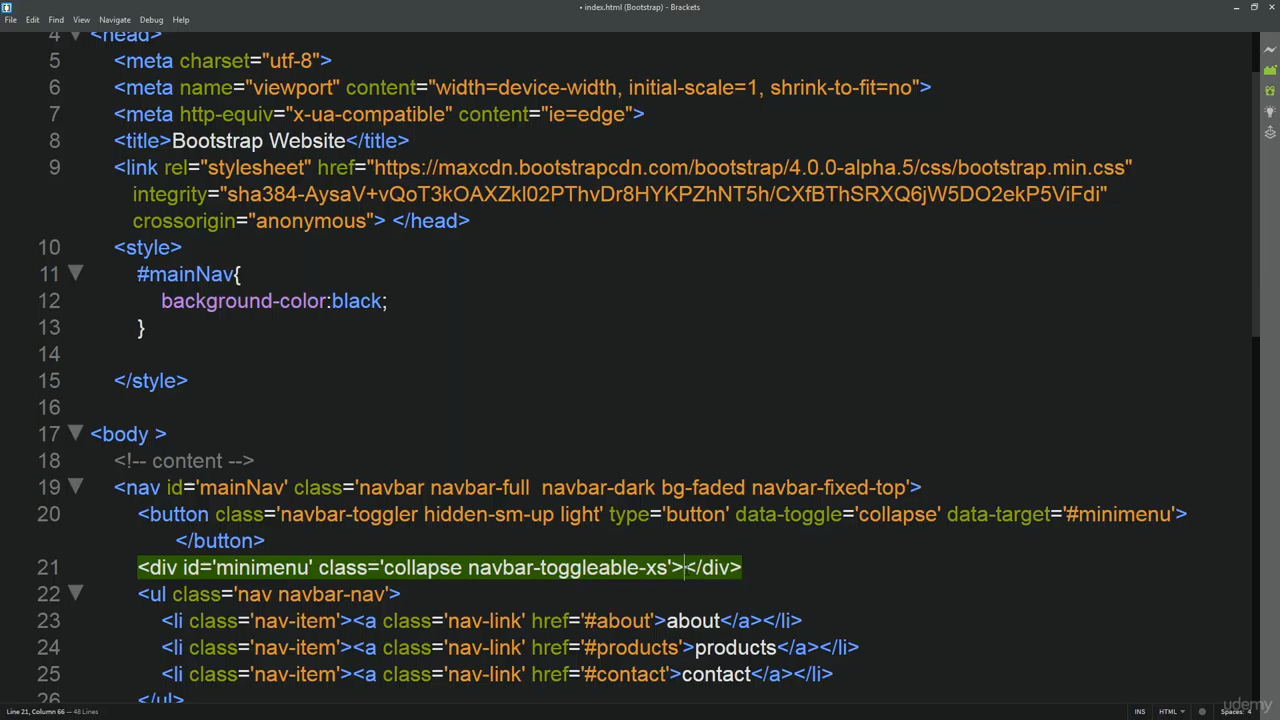 • index.html (Bootstrap) - Brackets
File Edit Find View Navigate Debug Help
4 <head>
5 <meta charset="utf-8">
6 <meta name="viewport" content="width=device-width, initial-scale=1, shrink-to-fit=no">
7 <meta http-equiv="x-ua-compatible" content="ie=edge">
8 <title>Bootstrap Website</title>
9 <link rel="stylesheet" href="https://maxcdn.bootstrapcdn.com/bootstrap/4.0.0-alpha.5/css/bootstrap.min.css"
integrity="sha384-AysaV+vQoT3kOAXZkl02PThvDr8HYKPZhNT5h/CXfBThSRXQ6jW5DO2ekP5ViFdi"
crossorigin="anonymous"> </head>
10 <style>
11 #mainNav{
12 background-color:black;
13 }
14
15 </style>
16
17 <body >
18 <!-- content -->
19 <nav id='mainNav' class='navbar navbar-full  navbar-dark bg-faded navbar-fixed-top'>
20 <button class='navbar-toggler hidden-sm-up light' type='button' data-toggle='collapse' data-target='#minimenu'>
</button>
21 <div id='minimenu' class='collapse navbar-toggleable-xs'></div>
22 <ul class='nav navbar-nav'>
23 <li class='nav-item'><a class='nav-link' href='#about'>about</a></li>
24 <li class='nav-item'><a class='nav-link' href='#products'>products</a></li>
25 <li class='nav-item'><a class='nav-link' href='#contact'>contact</a></li>
26 </ul>
Line 21, Column 66 — 48 Lines
INS HTML Spaces: 4
udemy